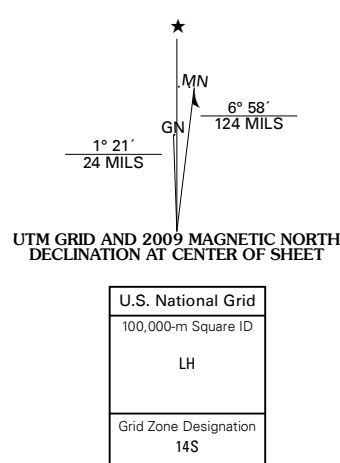 ★
MN
GN
6° 58´
124 MILS
1° 21´
24 MILS
UTM GRID AND 2009 MAGNETIC NORTH
DECLINATION AT CENTER OF SHEET
U.S. National Grid
100,000-m Square ID
LH
Grid Zone Designation
14S